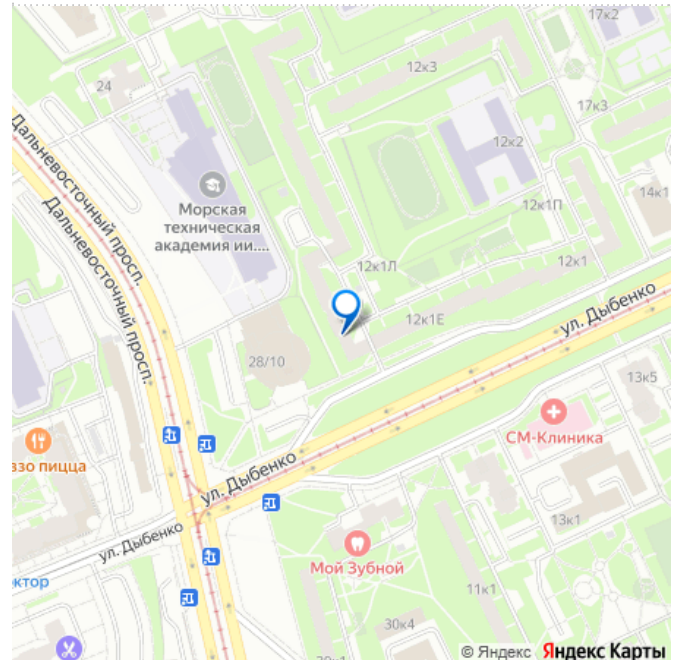 17к2
12к3
24
17к3
12к2
Дальневосточный просп.
Дальневосточный просп.
Морская
техническая
академия ии....
12к1П
14к1
12к1Л
12к1
ул. Дыбенко
12к1Е
28/10
13к5
СМ-Клиника
ззо пицца
ул. Дыбенко
13к1
ул. Дыбенко
Мой Зубной
ектор
11к1
30к4
30к1
© Яндекс Яндекс Карты